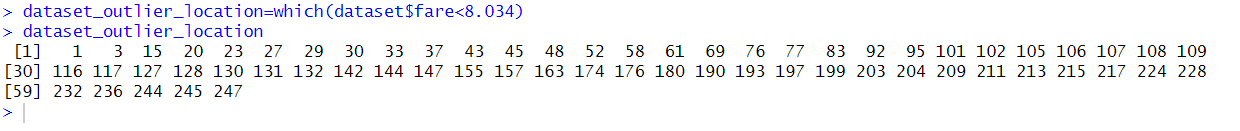 > dataset_outlier_location=which(dataset$fare<8.034)
> dataset_outlier_location
[1] 1 3 15 20 23 27 29 30 33 37 43 45 48 52 58 61 69 76 77 83 92 95 101 102 105 106 107 108 109
[30] 116 117 127 128 130 131 132 142 144 147 155 157 163 174 176 180 190 193 197 199 203 204 209 211 213 215 217 224 228
[59] 232 236 244 245 247
>